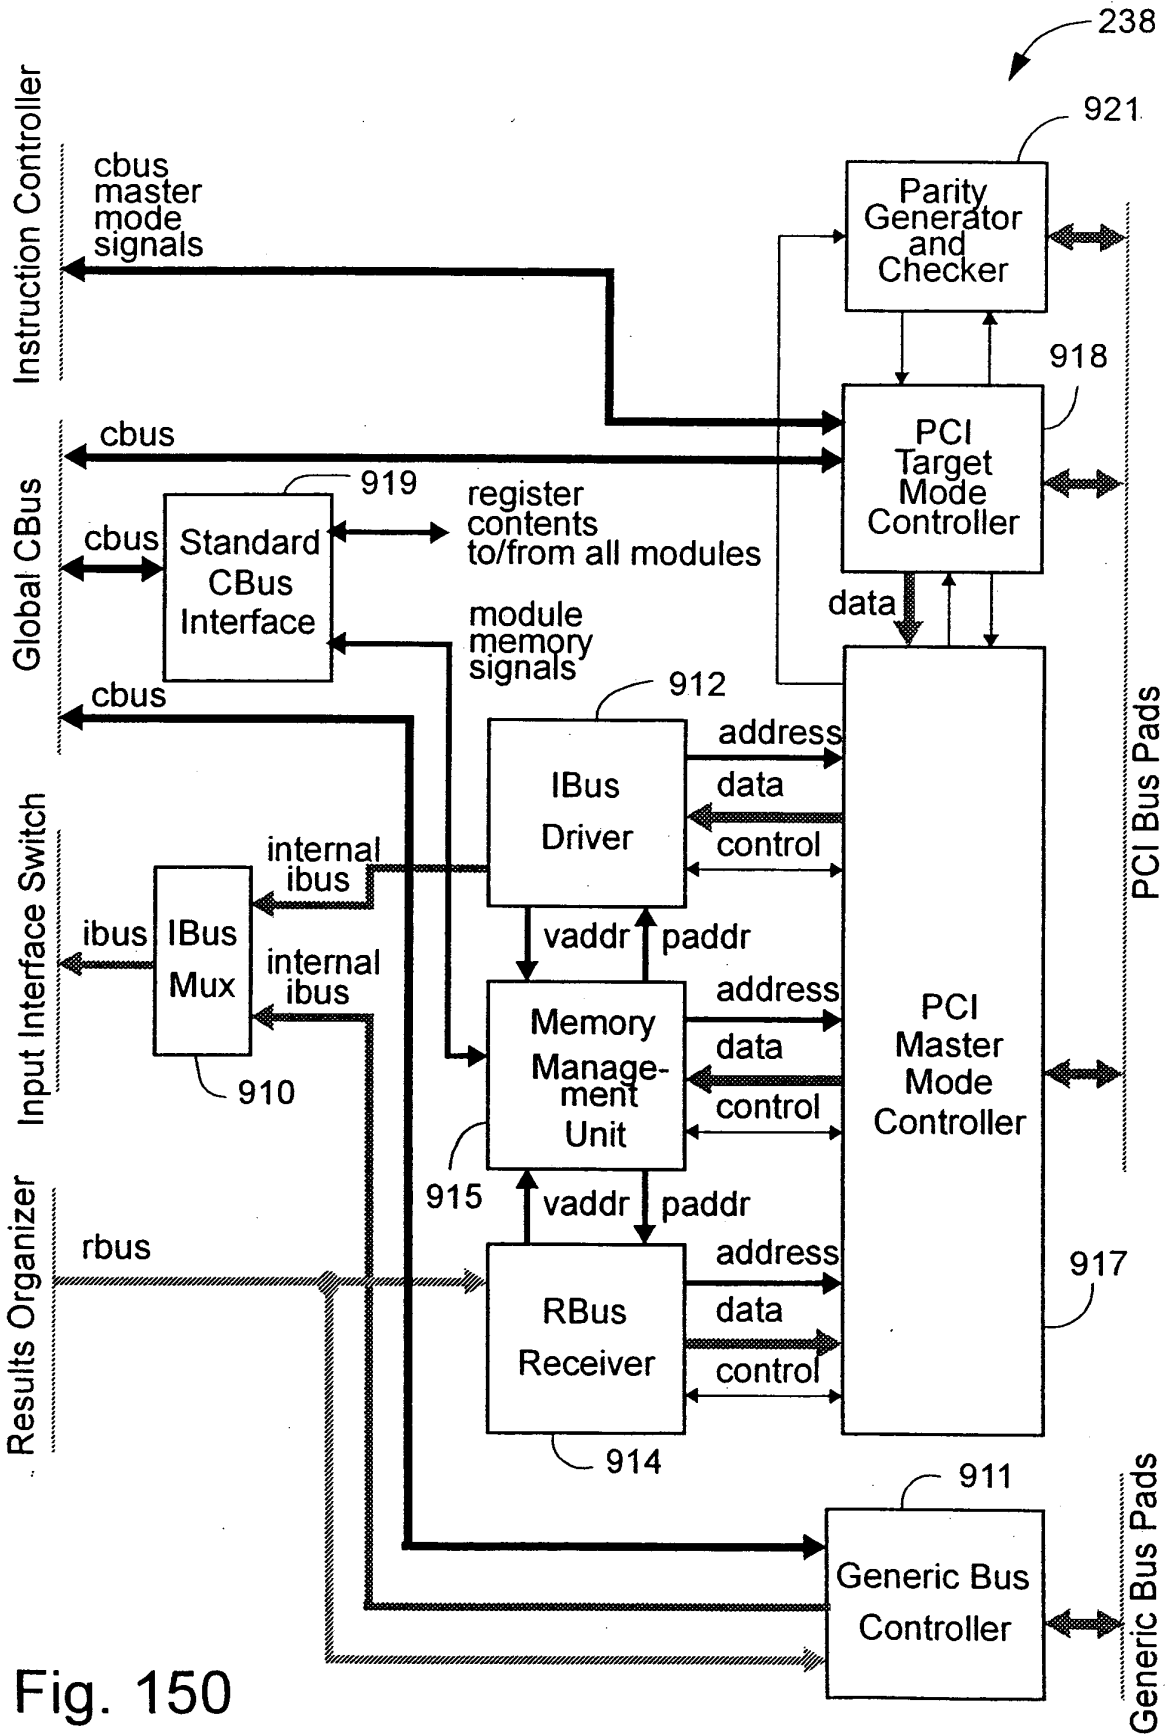 238
921
Instruction Controller
cbus
master
mode
signals
Parity
Generator
and
Checker
918
PCI
Target
Mode
Controller
cbus
919
register
contents
to/from all modules
Global CBus
cbus
Standard
CBus
Interface
data
module
memory
signals
912
cbus
PCI Bus Pads
address
IBus
Driver
data
control
Input Interface Switch
internal
ibus
ibus
IBus
Mux
internal
ibus
910
vaddr
paddr
address
Memory
Manage-
ment
Unit
data
control
PCI
Master
Mode
Controller
915
vaddr
paddr
Results Organizer
rbus
address
917
RBus
Receiver
data
control
914
911
Generic Bus
Controller
Generic Bus Pads
Fig. 150